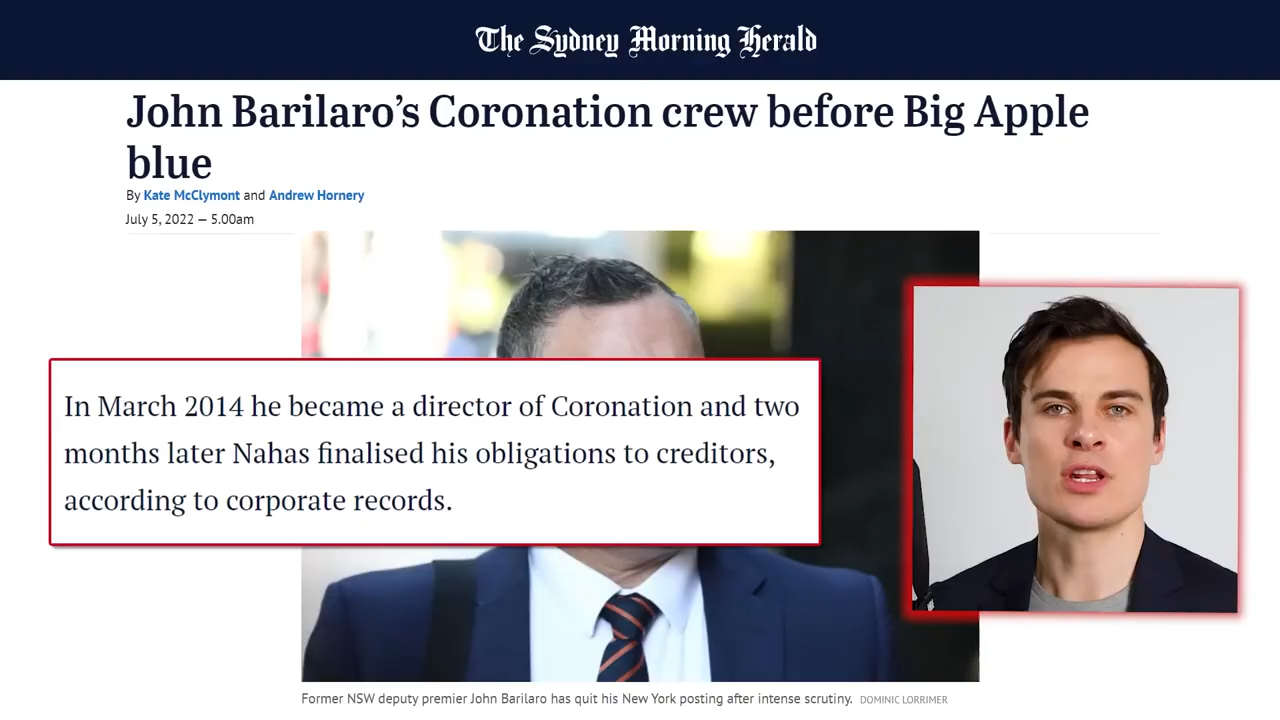 The Sydney Morning Herald
John Barilaro’s Coronation crew before Big Apple
blue
By Kate McClymont and Andrew Hornery
July 5, 2022 — 5.00am
In March 2014 he became a director of Coronation and two
months later Nahas finalised his obligations to creditors,
according to corporate records.
Former NSW deputy premier John Barilaro has quit his New York posting after intense scrutiny. DOMINIC LORRIMER